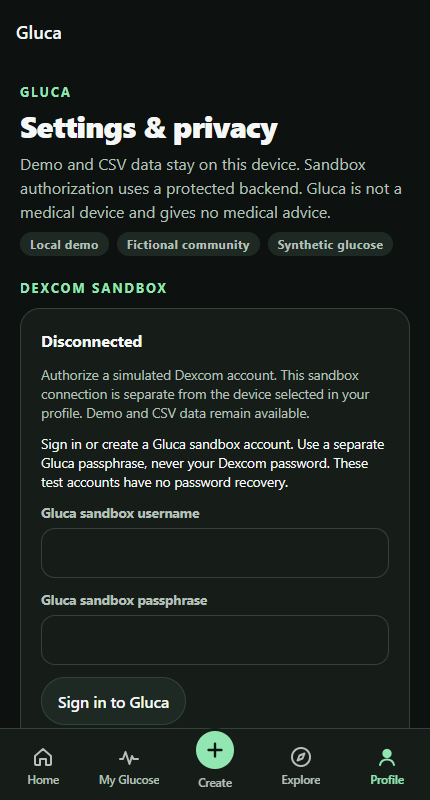 Gluca
GLUCA
Settings & privacy
Demo and CSV data stay on this device. Sandbox
authorization uses a protected backend. Gluca is not a
medical device and gives no medical advice.
Local demo
Fictional community
Synthetic glucose
DEXCOM SANDBOX
Disconnected
Authorize a simulated Dexcom account. This sandbox
connection is separate from the device selected in your
profile. Demo and CSV data remain available.
Sign in or create a Gluca sandbox account. Use a separate
Gluca passphrase, never your Dexcom password. These
test accounts have no password recovery.
Gluca sandbox username
Gluca sandbox passphrase
Sign in to Gluca
Home
My Glucose
Create
Explore
Profile